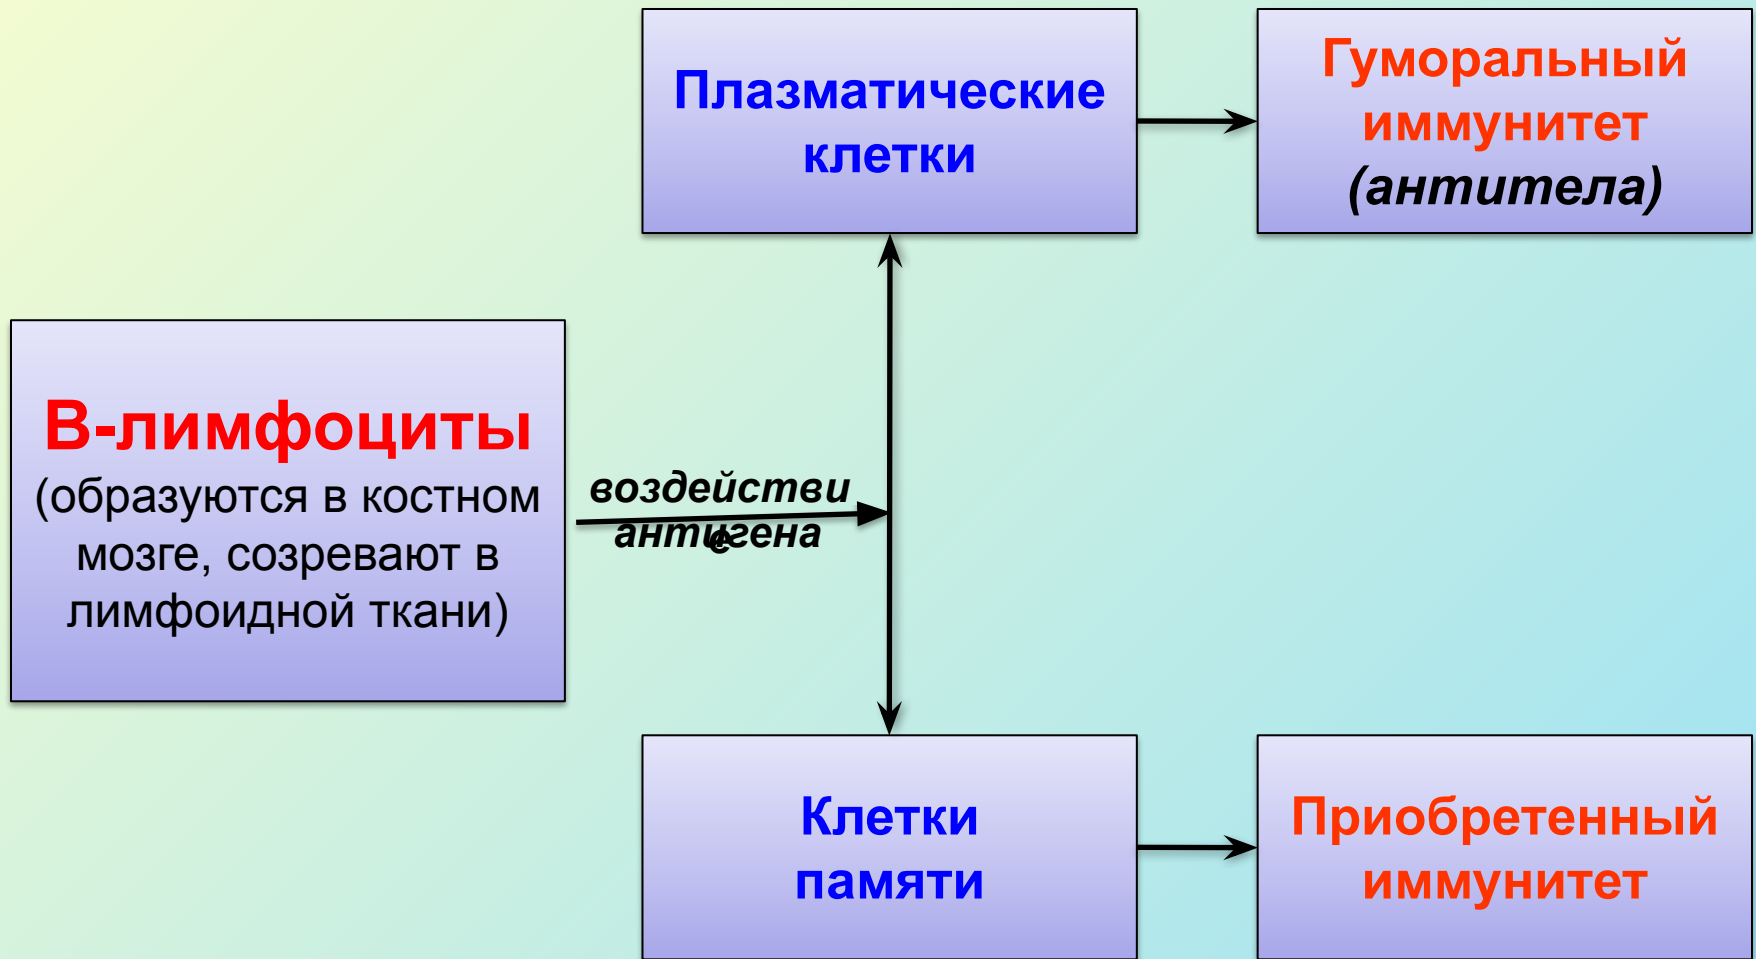 Плазматические
клетки
Гуморальный
иммунитет
(антитела)
В-лимфоциты
(образуются в костном
мозге, созревают в
лимфоидной ткани)
воздействи
е
антигена
Клетки
памяти
Приобретенный
иммунитет